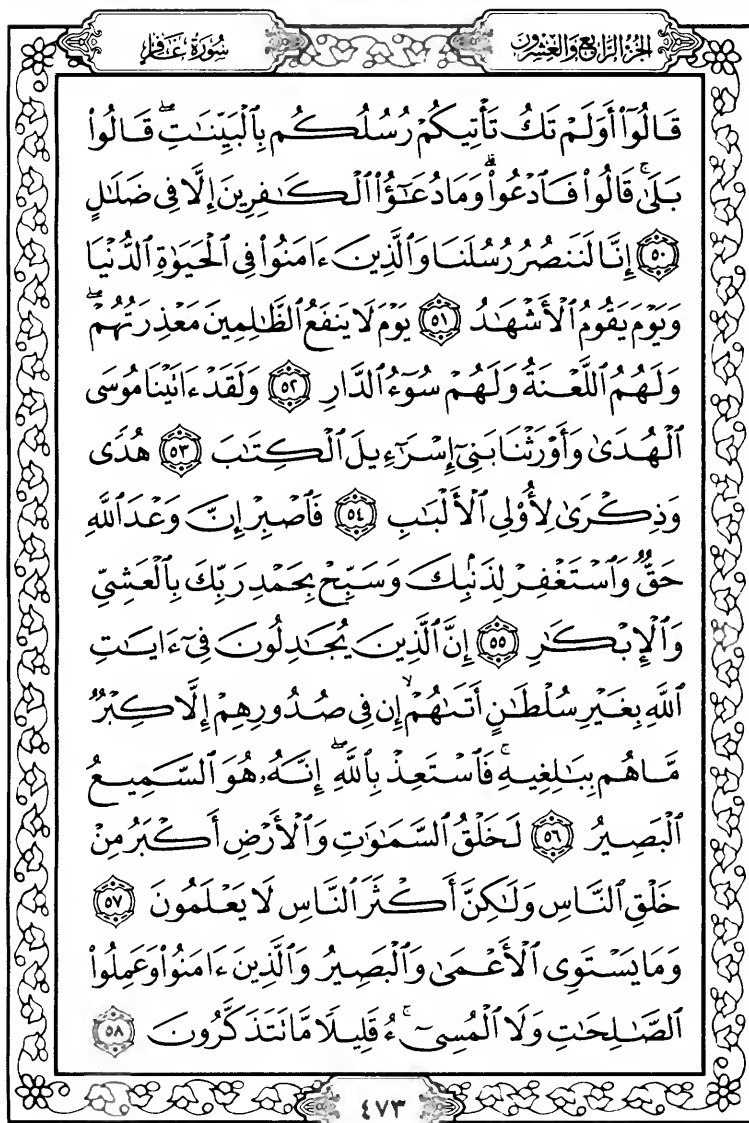 الجُزْءُ الرَّابِعُ وَالعِشْرُونَ
سُورَةُ غَافِرٍ
قَالُوٓا۟ أَوَلَمْ تَكُ تَأْتِيكُمْ رُسُلُكُم بِٱلْبَيِّنَٰتِ ۖ قَالُوا۟
بَلَىٰ ۚ قَالُوا۟ فَٱدْعُوا۟ ۗ وَمَا دُعَٰٓؤُا۟ ٱلْكَٰفِرِينَ إِلَّا فِى ضَلَٰلٍ
٥٠ إِنَّا لَنَنصُرُ رُسُلَنَا وَٱلَّذِينَ ءَامَنُوا۟ فِى ٱلْحَيَوٰةِ ٱلدُّنْيَا
وَيَوْمَ يَقُومُ ٱلْأَشْهَٰدُ ٥١ يَوْمَ لَا يَنفَعُ ٱلظَّٰلِمِينَ مَعْذِرَتُهُمْ ۖ
وَلَهُمُ ٱللَّعْنَةُ وَلَهُمْ سُوٓءُ ٱلدَّارِ ٥٢ وَلَقَدْ ءَاتَيْنَا مُوسَى
ٱلْهُدَىٰ وَأَوْرَثْنَا بَنِىٓ إِسْرَٰٓءِيلَ ٱلْكِتَٰبَ ٥٣ هُدًى
وَذِكْرَىٰ لِأُو۟لِى ٱلْأَلْبَٰبِ ٥٤ فَٱصْبِرْ إِنَّ وَعْدَ ٱللَّهِ
حَقٌّ وَٱسْتَغْفِرْ لِذَنۢبِكَ وَسَبِّحْ بِحَمْدِ رَبِّكَ بِٱلْعَشِىِّ
وَٱلْإِبْكَٰرِ ٥٥ إِنَّ ٱلَّذِينَ يُجَٰدِلُونَ فِىٓ ءَايَٰتِ
ٱللَّهِ بِغَيْرِ سُلْطَٰنٍ أَتَىٰهُمْ ۙ إِن فِى صُدُورِهِمْ إِلَّا كِبْرٌ
مَّا هُم بِبَٰلِغِيهِ ۚ فَٱسْتَعِذْ بِٱللَّهِ ۖ إِنَّهُۥ هُوَ ٱلسَّمِيعُ
ٱلْبَصِيرُ ٥٦ لَخَلْقُ ٱلسَّمَٰوَٰتِ وَٱلْأَرْضِ أَكْبَرُ مِنْ
خَلْقِ ٱلنَّاسِ وَلَٰكِنَّ أَكْثَرَ ٱلنَّاسِ لَا يَعْلَمُونَ ٥٧
وَمَا يَسْتَوِى ٱلْأَعْمَىٰ وَٱلْبَصِيرُ وَٱلَّذِينَ ءَامَنُوا۟ وَعَمِلُوا۟
ٱلصَّٰلِحَٰتِ وَلَا ٱلْمُسِىٓءُ ۚ قَلِيلًا مَّا تَتَذَكَّرُونَ ٥٨
٤٧٣